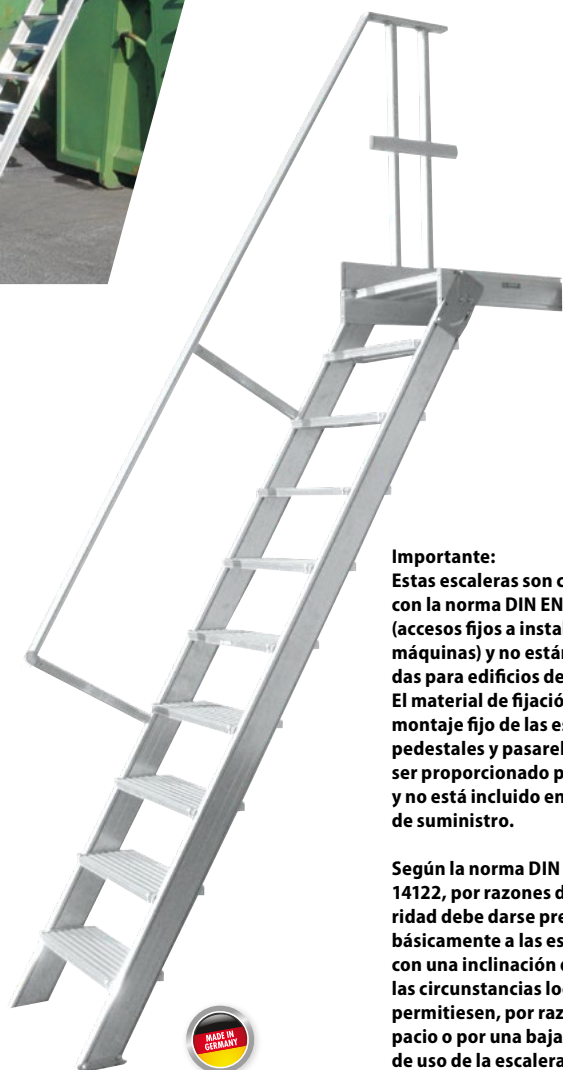 Importante:
Estas escaleras son
con la norma DIN EN
(accesos fijos a instal
máquinas) y no están
das para edificios de
El material de fijació
montaje fijo de las es
pedestales y pasarel
ser proporcionado p
y no está incluido en
de suministro.
Según la norma DIN
14122, por razones d
ridad debe darse pre
básicamente a las es
con una inclinación
las circunstancias lo
permitiesen, por raz
pacio o por una baja
de uso de la escalera
MADE IN
GERMANY